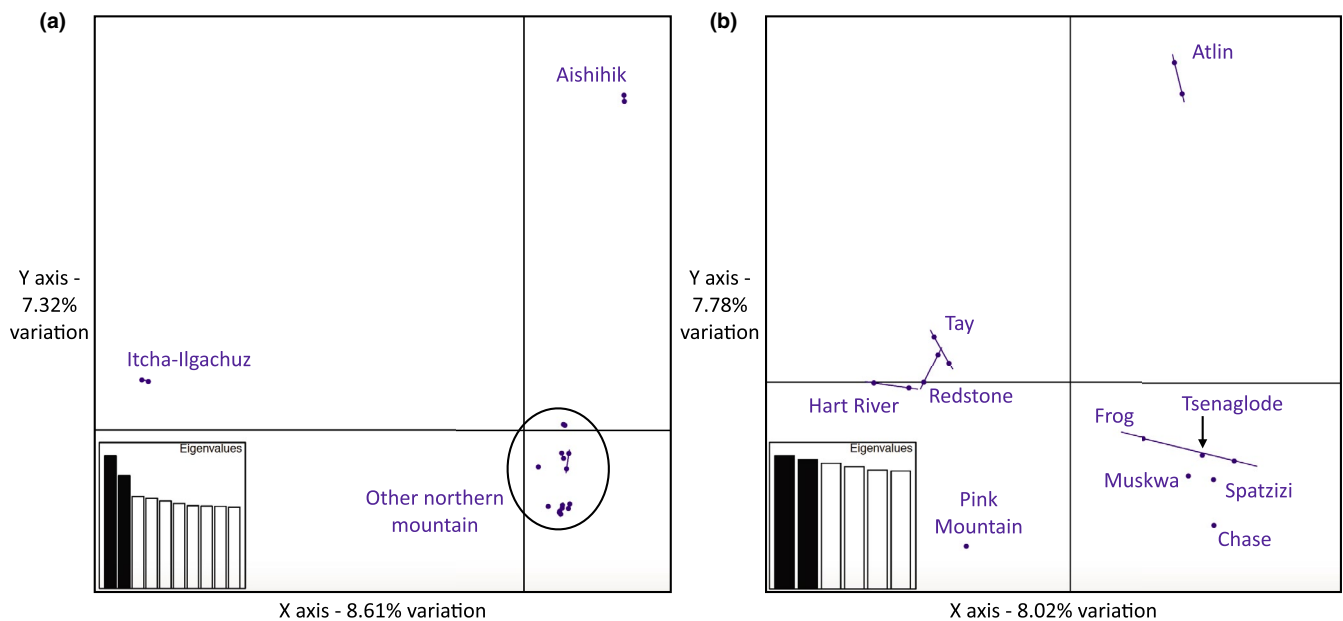 (a)
Aishihik
Y axis -
7.32%
variation
Itcha-Ilgachuz
Eigenvalues
Other northern
mountain
X axis - 8.61% variation
(b)
Atlin
Y axis -
7.78%
variation
Tay
Hart River
Redstone
Tsenaglode
Frog
Muskwa
Spatzizi
Eigenvalues
Pink
Mountain
Chase
X axis - 8.02% variation